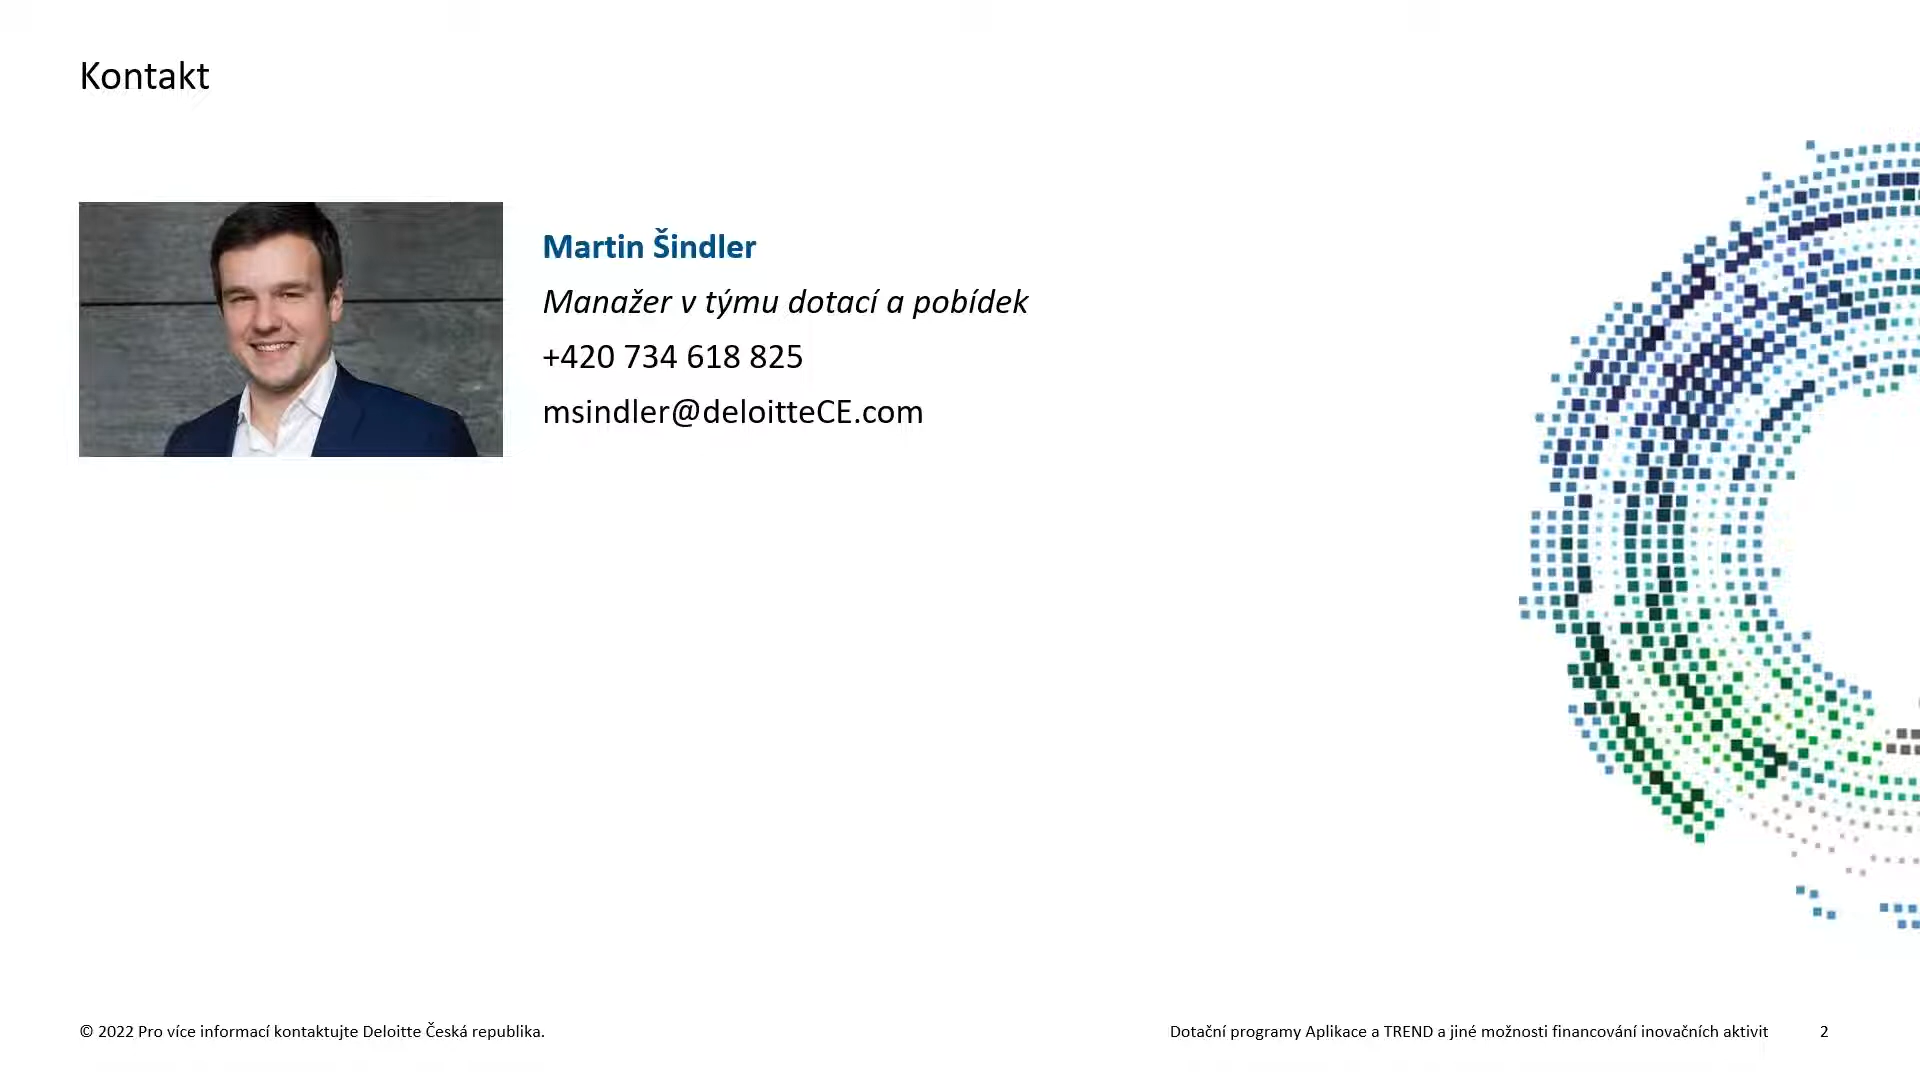 Kontakt
Martin Šindler
Manažer v týmu dotací a pobídek
+420 734 618 825
msindler@deloitteCE.com
© 2022 Pro více informací kontaktujte Deloitte Česká republika.
Dotační programy Aplikace a TREND a jiné možnosti financování inovačních aktivit 2